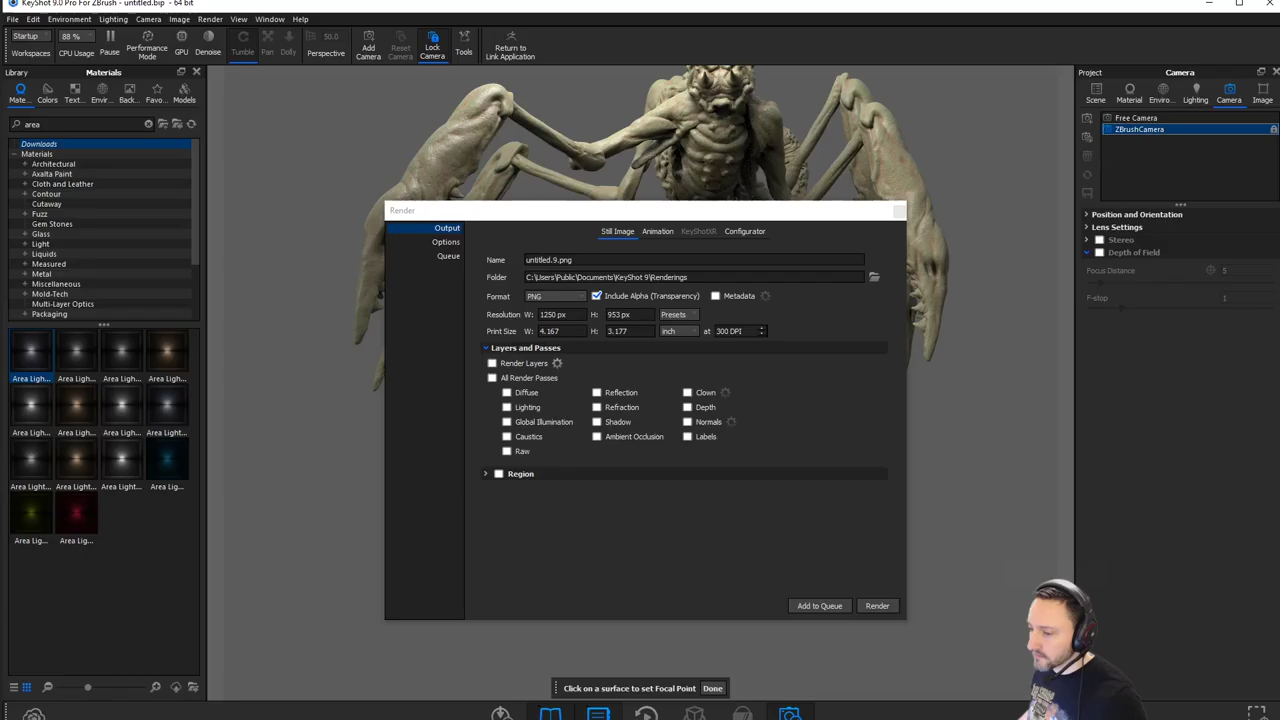 KeyShot 9.0 Pro For ZBrush - untitled.bip - 64 bit
File Edit Environment Lighting Camera Image Render View Window Help
Startup 88 % 50.0
Workspaces CPU Usage Pause Performance Mode GPU Denoise Tumble Pan Dolly Perspective Add Camera Reset Camera Lock Camera Tools Return to Link Application
Library Materials
Mate... Colors Text... Envir... Back... Favo... Models
area
Downloads
Materials
Architectural
Axalta Paint
Cloth and Leather
Contour
Cutaway
Fuzz
Gem Stones
Glass
Light
Liquids
Measured
Metal
Miscellaneous
Mold-Tech
Multi-Layer Optics
Packaging
Area Ligh... Area Ligh... Area Ligh... Area Ligh...
Area Light... Area Light... Area Light... Area Light...
Area Light... Area Light... Area Light... Area Lig...
Area Lig... Area Lig...
Render
Output
Options
Queue
Still Image Animation KeyShotXR Configurator
Name untitled.9.png
Folder C:\Users\Public\Documents\KeyShot 9\Renderings
Format PNG Include Alpha (Transparency) Metadata
Resolution W: 1250 px H: 953 px Presets
Print Size W: 4.167 H: 3.177 inch at 300 DPI
Layers and Passes
Render Layers
All Render Passes
Diffuse Reflection Clown
Lighting Refraction Depth
Global Illumination Shadow Normals
Caustics Ambient Occlusion Labels
Raw
Region
Add to Queue Render
Click on a surface to set Focal Point Done
Project Camera
Scene Material Enviro... Lighting Camera Image
Free Camera
ZBrushCamera
Position and Orientation
Lens Settings
Stereo
Depth of Field
Focus Distance 5
F-stop 1